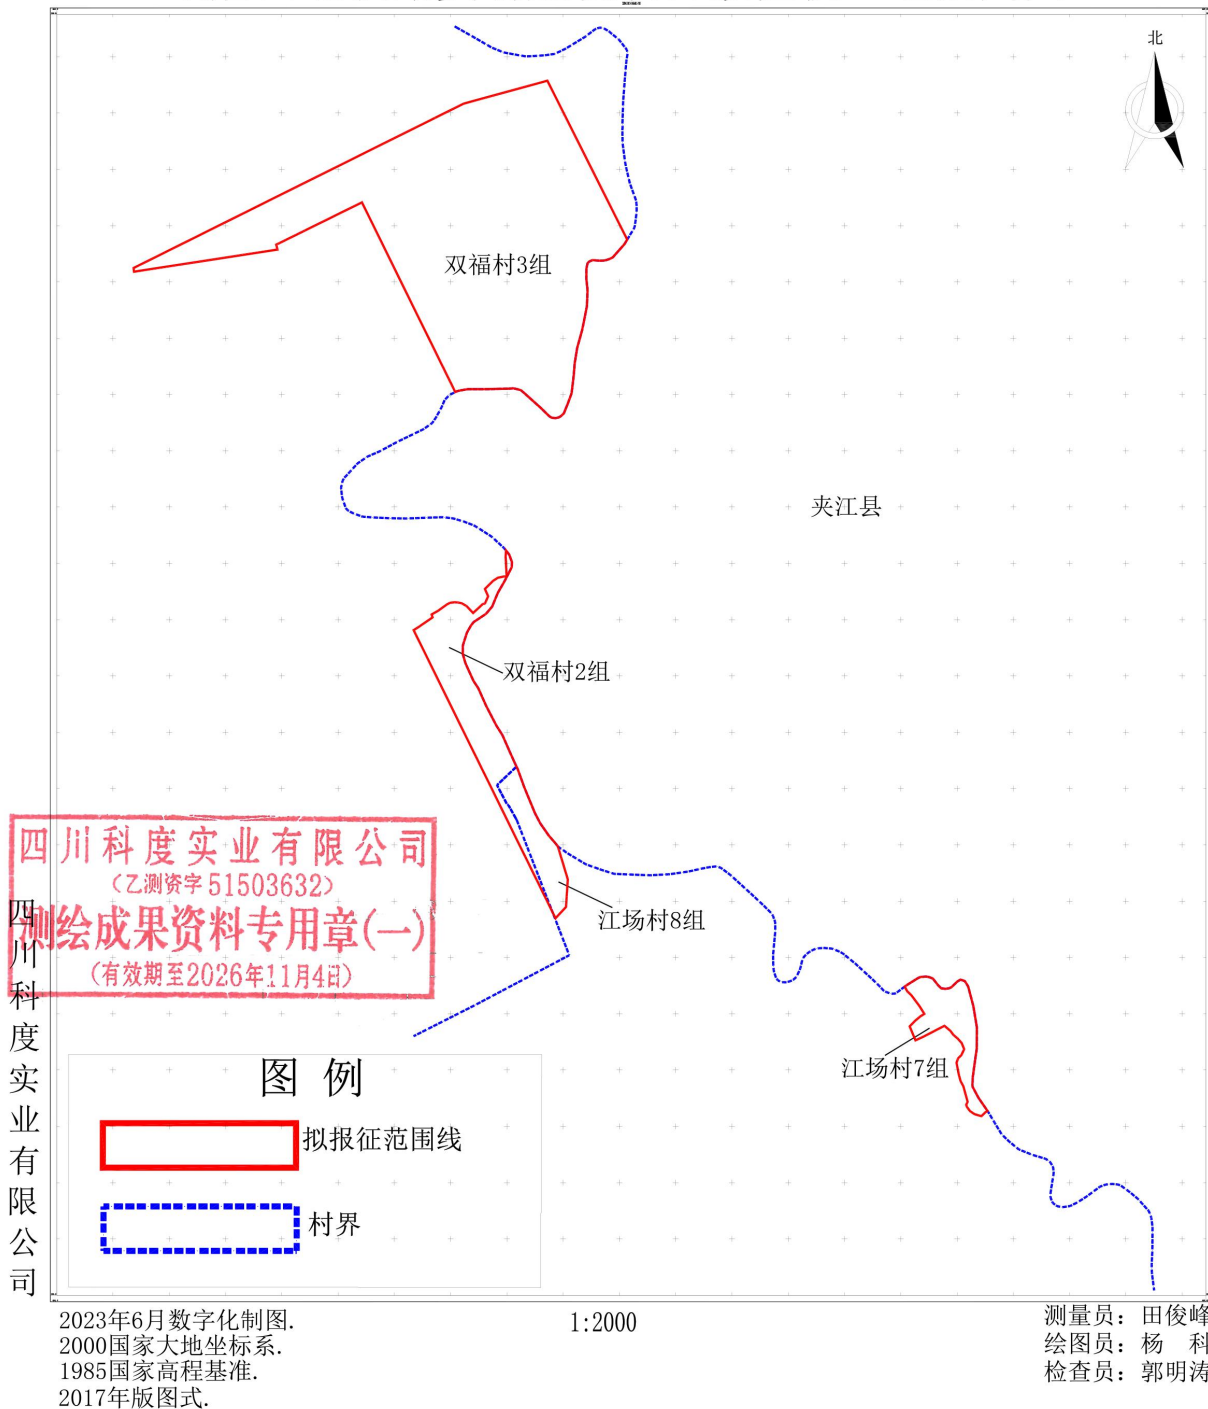 北
双福村3组
夹江县
双福村2组
江场村8组
江场村7组
四川科度实业有限公司
(乙测资字51503632)
测绘成果资料专用章(一)
(有效期至2026年11月4日)
四川科度实业有限公司
图 例
拟报征范围线
村界
2023年6月数字化制图.
2000国家大地坐标系.
1985国家高程基准.
2017年版图式.
1:2000
测量员：田俊峰
绘图员：杨 科
检查员：郭明涛